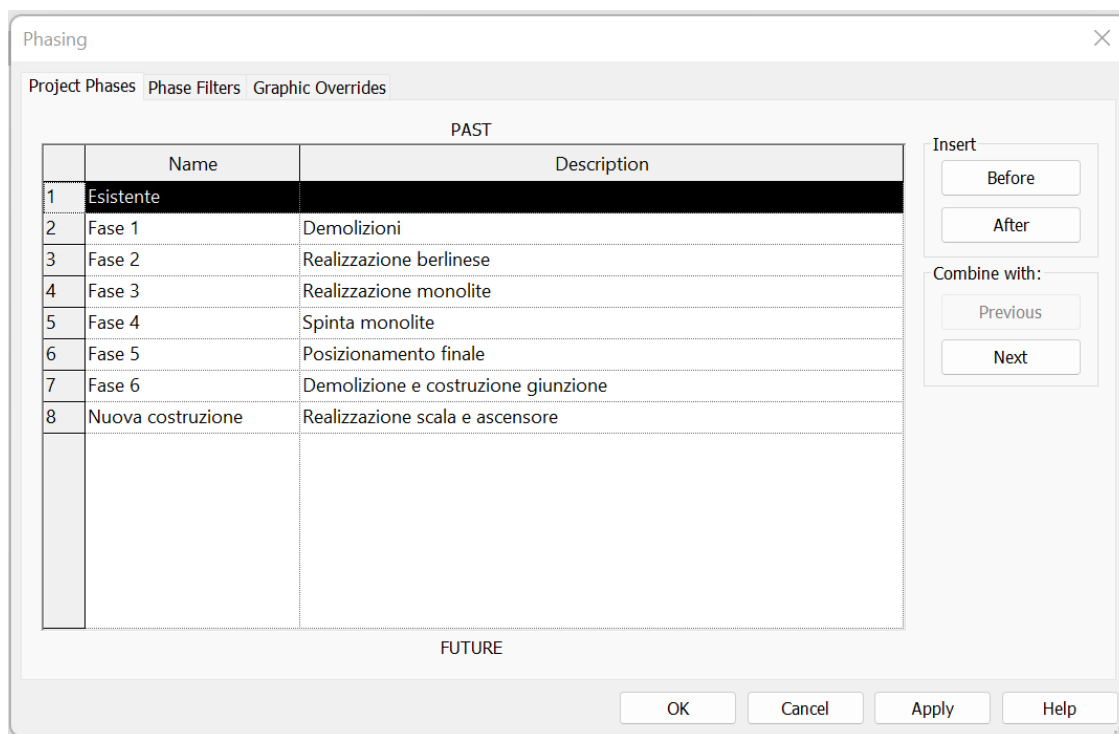 Phasing
Project Phases Phase Filters Graphic Overrides
PAST
Name Description
1 Esistente
2 Fase 1 Demolizioni
3 Fase 2 Realizzazione berlinese
4 Fase 3 Realizzazione monolite
5 Fase 4 Spinta monolite
6 Fase 5 Posizionamento finale
7 Fase 6 Demolizione e costruzione giunzione
8 Nuova costruzione Realizzazione scala e ascensore
FUTURE
Insert
Before
After
Combine with:
Previous
Next
OK Cancel Apply Help